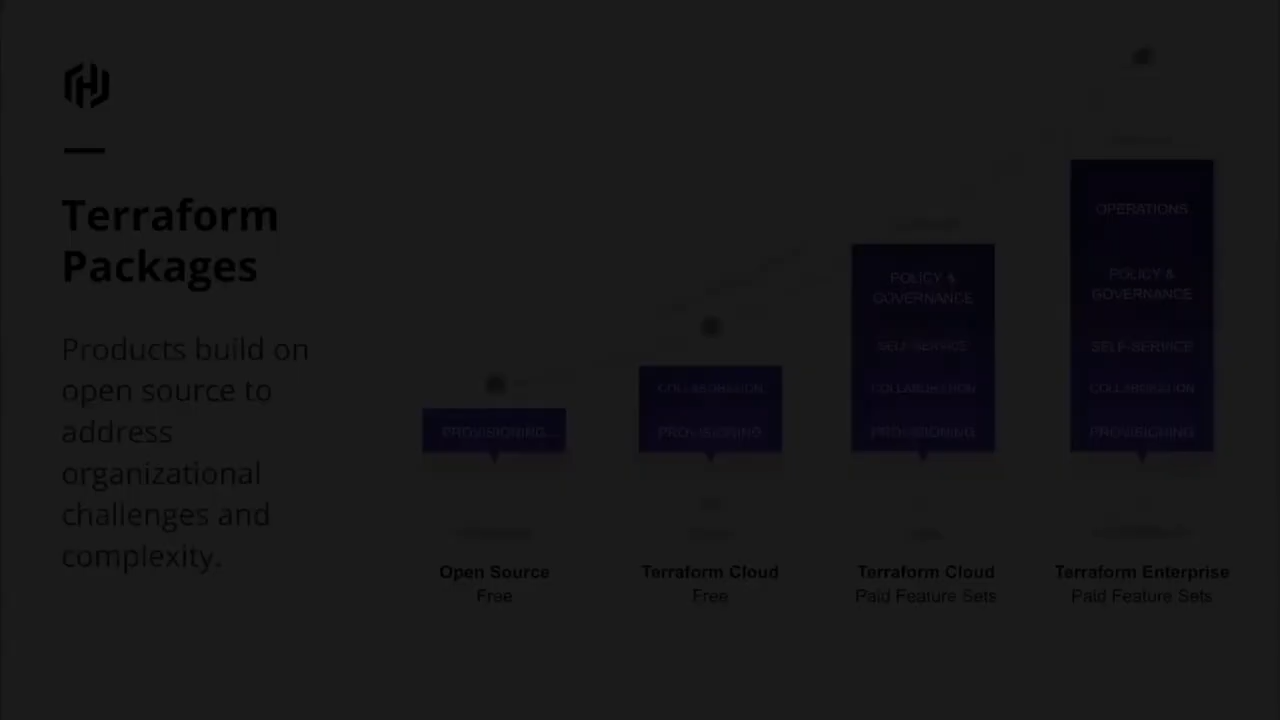 Terraform
Packages
Products build on
open source to
address
organizational
challenges and
complexity.
PROVISIONING
Open Source
Free
COLLABORATION
PROVISIONING
Terraform Cloud
Free
POLICY &
GOVERNANCE
SELF-SERVICE
COLLABORATION
PROVISIONING
Terraform Cloud
Paid Feature Sets
OPERATIONS
POLICY &
GOVERNANCE
SELF-SERVICE
COLLABORATION
PROVISIONING
Terraform Enterprise
Paid Feature Sets